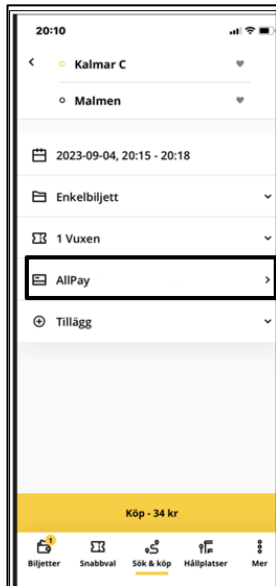 20:10
Kalmar C
Malmen
2023-09-04, 20:15 - 20:18
Enkelbiljett
1 Vuxen
AllPay
Tillägg
Köp - 34 kr
1
Biljetter Snabbval Sök & köp Hållplatser Mer